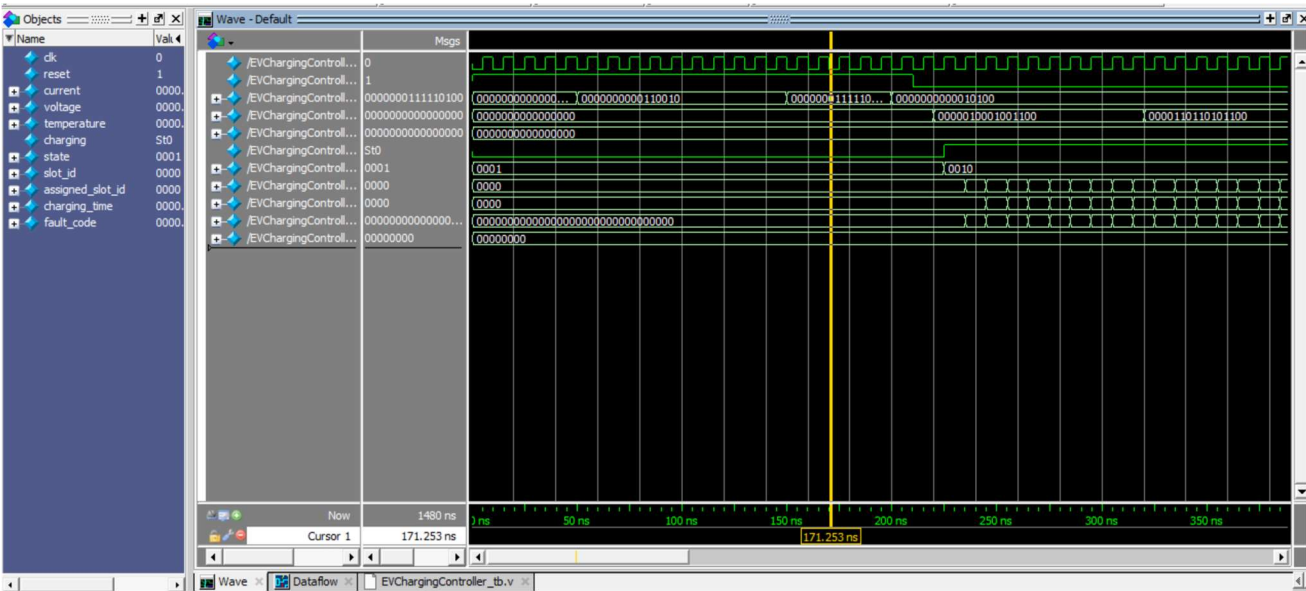 Objects
Wave - Default
Name
Valu
Msgs
clk 0
reset 1
current 0000.
voltage 0000.
temperature 0000.
charging St0
state 0001
slot_id 0000
assigned_slot_id 0000
charging_time 0000.
fault_code 0000.
/EVChargingControll... 0
/EVChargingControll... 1
/EVChargingControll... 0000000111110100 0000000000000... 0000000000110010 0000000111110... 0000000000010100
/EVChargingControll... 0000000000000000 0000000000000000 0000010001001100 0000110110101100
/EVChargingControll... 0000000000000000 0000000000000000
/EVChargingControll... St0
/EVChargingControll... 0001 0001 0010
/EVChargingControll... 0000 0000
/EVChargingControll... 0000 0000
/EVChargingControll... 00000000000000... 00000000000000000000000000000000
/EVChargingControll... 00000000 00000000
Now 1480 ns
ns 50 ns 100 ns 150 ns 200 ns 250 ns 300 ns 350 ns
Cursor 1 171.253 ns 171.253 ns
Wave Dataflow EVChargingController_tb.v